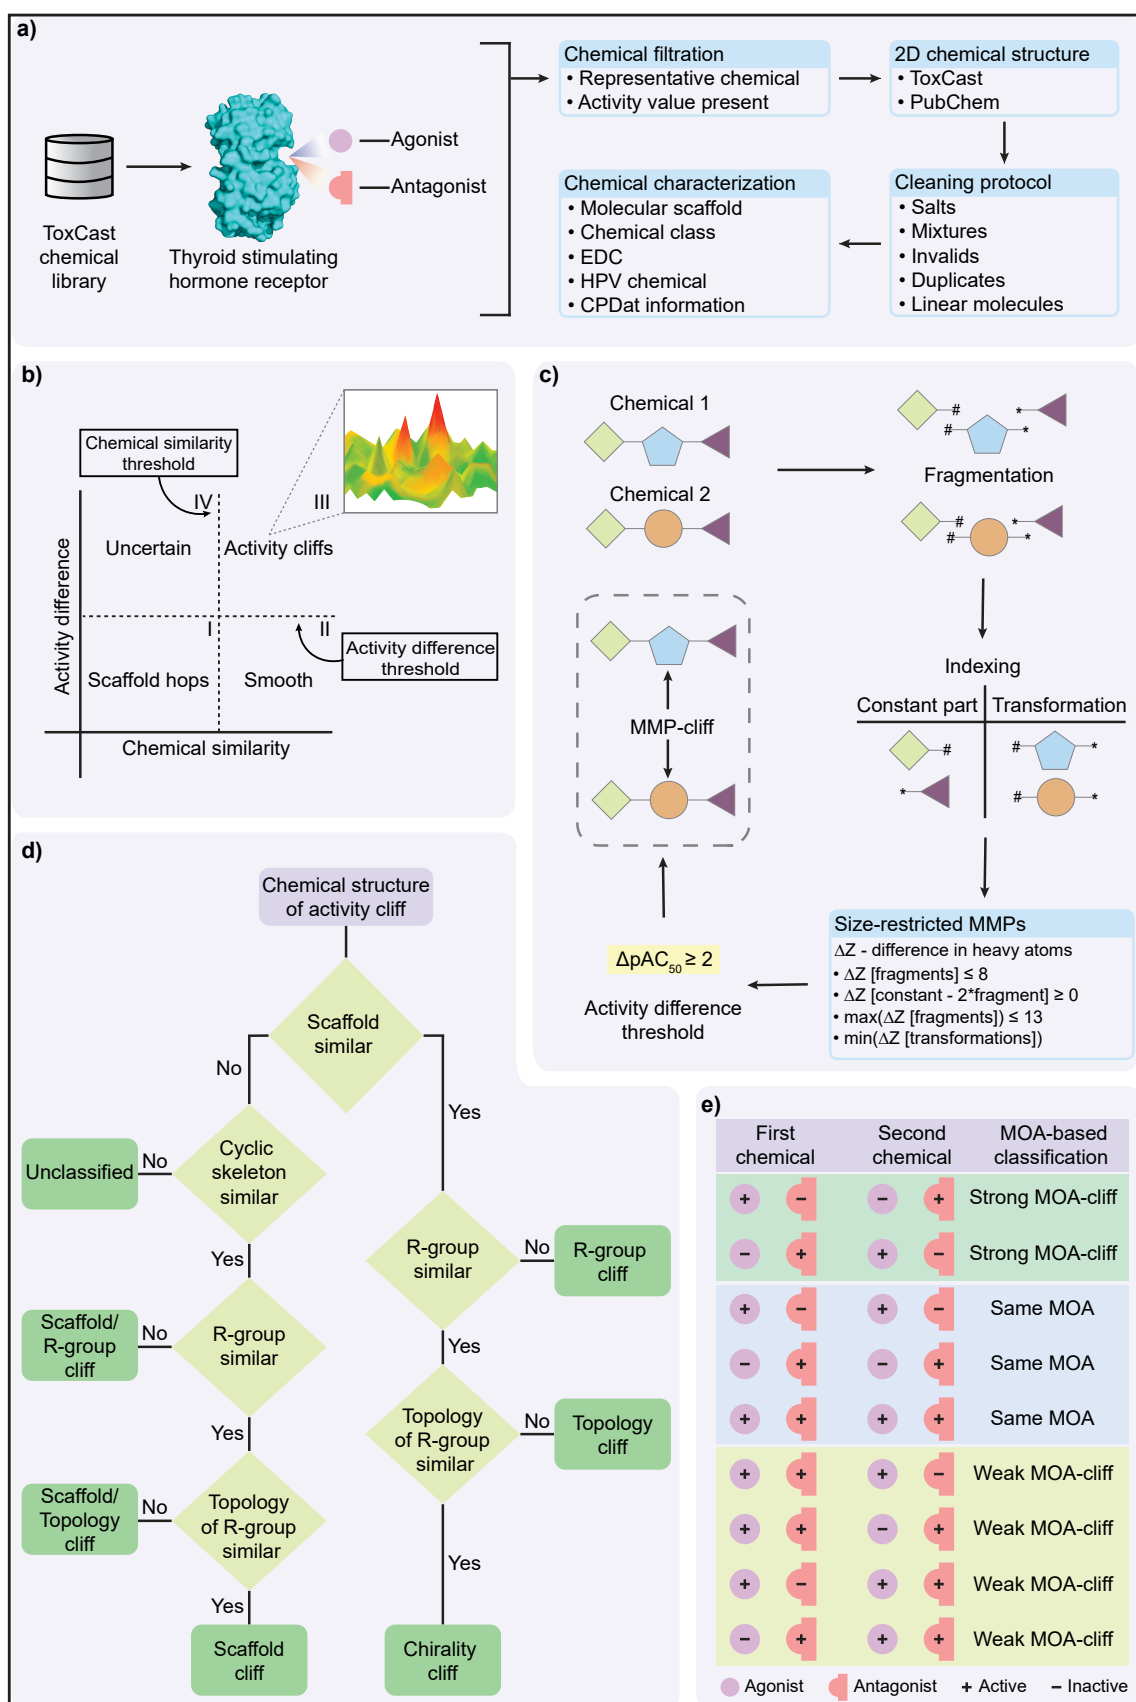 a)
ToxCast
chemical
library
Thyroid stimulating
hormone receptor
Agonist
Antagonist
Chemical filtration
• Representative chemical
• Activity value present
2D chemical structure
• ToxCast
• PubChem
Cleaning protocol
• Salts
• Mixtures
• Invalids
• Duplicates
• Linear molecules
Chemical characterization
• Molecular scaffold
• Chemical class
• EDC
• HPV chemical
• CPDat information
b)
Chemical similarity
threshold
IV
III
Uncertain
Activity cliffs
I
II
Activity difference
threshold
Scaffold hops
Smooth
Activity difference
Chemical similarity
c)
Chemical 1
Chemical 2
# *
# *
Fragmentation
# *
# *
Indexing
Constant part
Transformation
#
# *
*
# *
Size-restricted MMPs
ΔZ - difference in heavy atoms
• ΔZ [fragments] ≤ 8
• ΔZ [constant - 2*fragment] ≥ 0
• max(ΔZ [fragments]) ≤ 13
• min(ΔZ [transformations])
ΔpAC50 ≥ 2
Activity difference
threshold
MMP-cliff
d)
Chemical structure
of activity cliff
Scaffold
similar
No
Yes
Cyclic
skeleton
similar
No
Unclassified
Yes
R-group
similar
No
R-group
cliff
Scaffold/
R-group
cliff
No
R-group
similar
Yes
Yes
Topology
of R-group
similar
No
Topology
cliff
Scaffold/
Topology
cliff
No
Topology
of R-group
similar
Yes
Yes
Scaffold
cliff
Chirality
cliff
e)
First
chemical
Second
chemical
MOA-based
classification
+ − − + Strong MOA-cliff
− + + − Strong MOA-cliff
+ − + − Same MOA
− + − + Same MOA
+ + + + Same MOA
+ + + − Weak MOA-cliff
+ + − + Weak MOA-cliff
+ − + + Weak MOA-cliff
− + + + Weak MOA-cliff
Agonist Antagonist + Active − Inactive